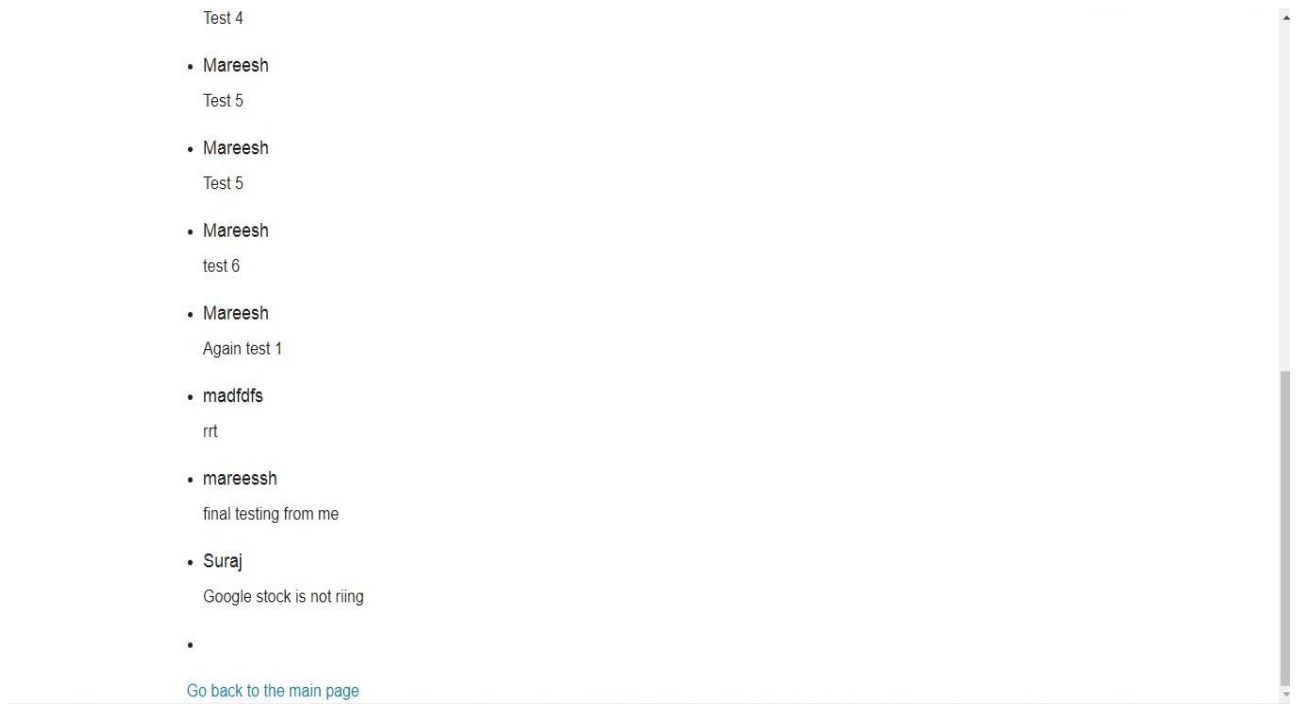 Test 4
• Mareesh
Test 5
• Mareesh
Test 5
• Mareesh
test 6
• Mareesh
Again test 1
• madfdfs
rrt
• mareessh
final testing from me
• Suraj
Google stock is not riing
•
Go back to the main page